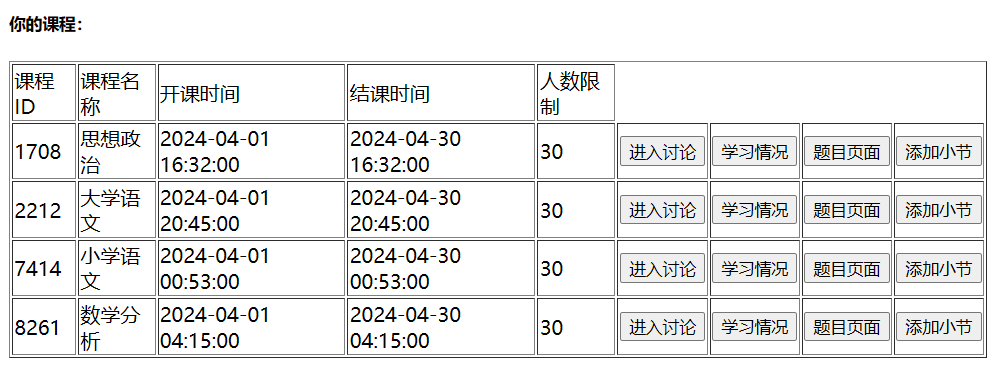 你的课程：
课程ID 课程名称 开课时间 结课时间 人数限制
1708 思想政治 2024-04-01 16:32:00 2024-04-30 16:32:00 30 进入讨论 学习情况 题目页面 添加小节
2212 大学语文 2024-04-01 20:45:00 2024-04-30 20:45:00 30 进入讨论 学习情况 题目页面 添加小节
7414 小学语文 2024-04-01 00:53:00 2024-04-30 00:53:00 30 进入讨论 学习情况 题目页面 添加小节
8261 数学分析 2024-04-01 04:15:00 2024-04-30 04:15:00 30 进入讨论 学习情况 题目页面 添加小节